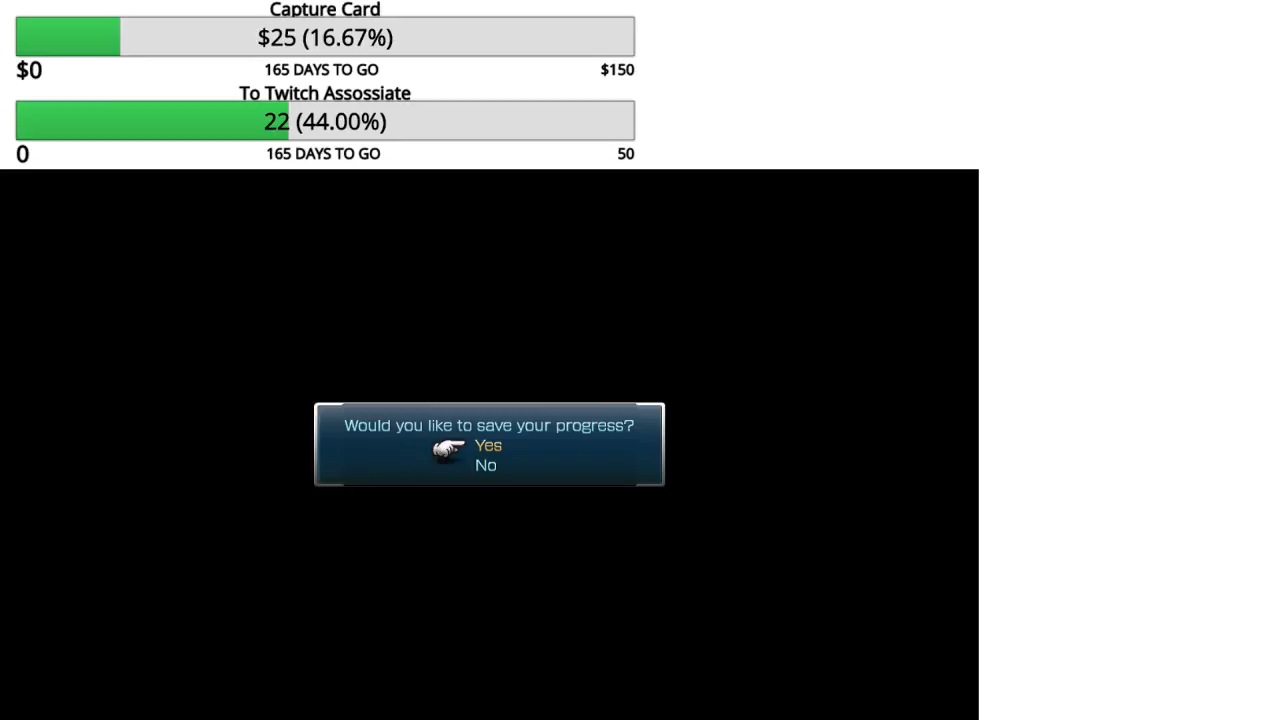 Capture Card
$25 (16.67%)
$0 165 DAYS TO GO $150
To Twitch Assossiate
22 (44.00%)
0 165 DAYS TO GO 50
Would you like to save your progress?
Yes
No